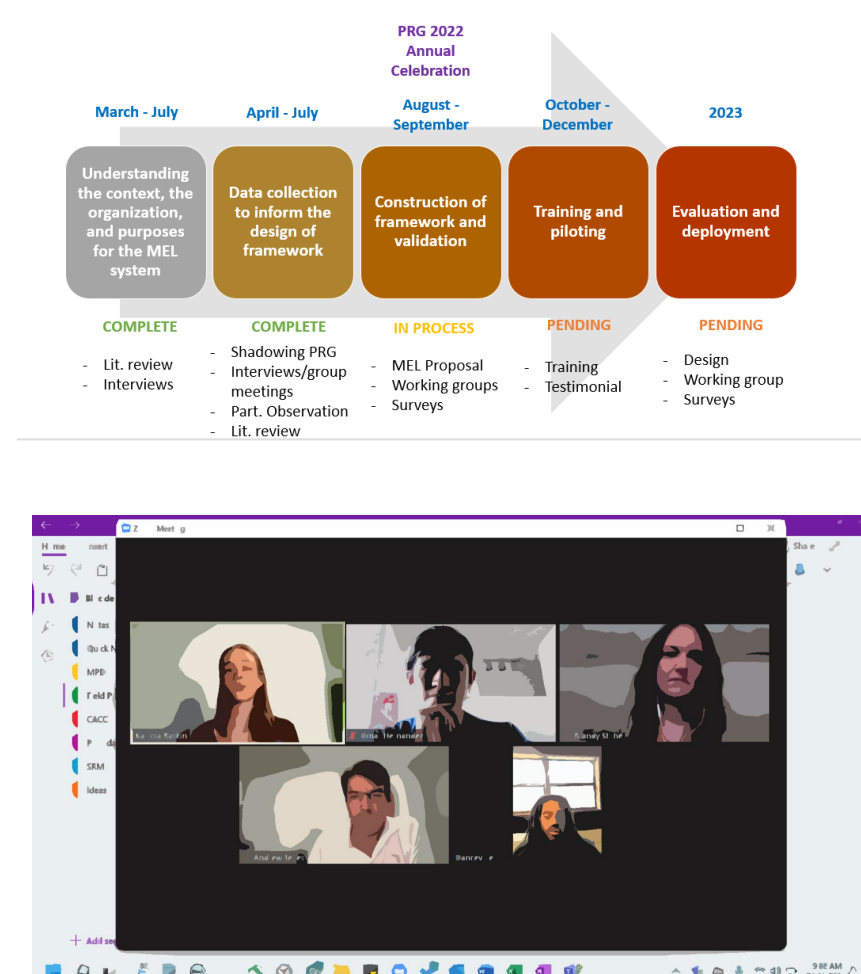 PRG 2022
Annual
Celebration
March - July
April - July
August -
September
October -
December
2023
Understanding
the context, the
organization,
and purposes
for the MEL
system
Data collection
to inform the
design of
framework
Construction of
framework and
validation
Training and
piloting
Evaluation and
deployment
COMPLETE
COMPLETE
IN PROCESS
PENDING
PENDING
- Lit. review
- Interviews
- Shadowing PRG
- Interviews/group
meetings
- Part. Observation
- Lit. review
- MEL Proposal
- Working groups
- Surveys
- Training
- Testimonial
- Design
- Working group
- Surveys
MPD
CACC
SRM
Ideas
Add
AM